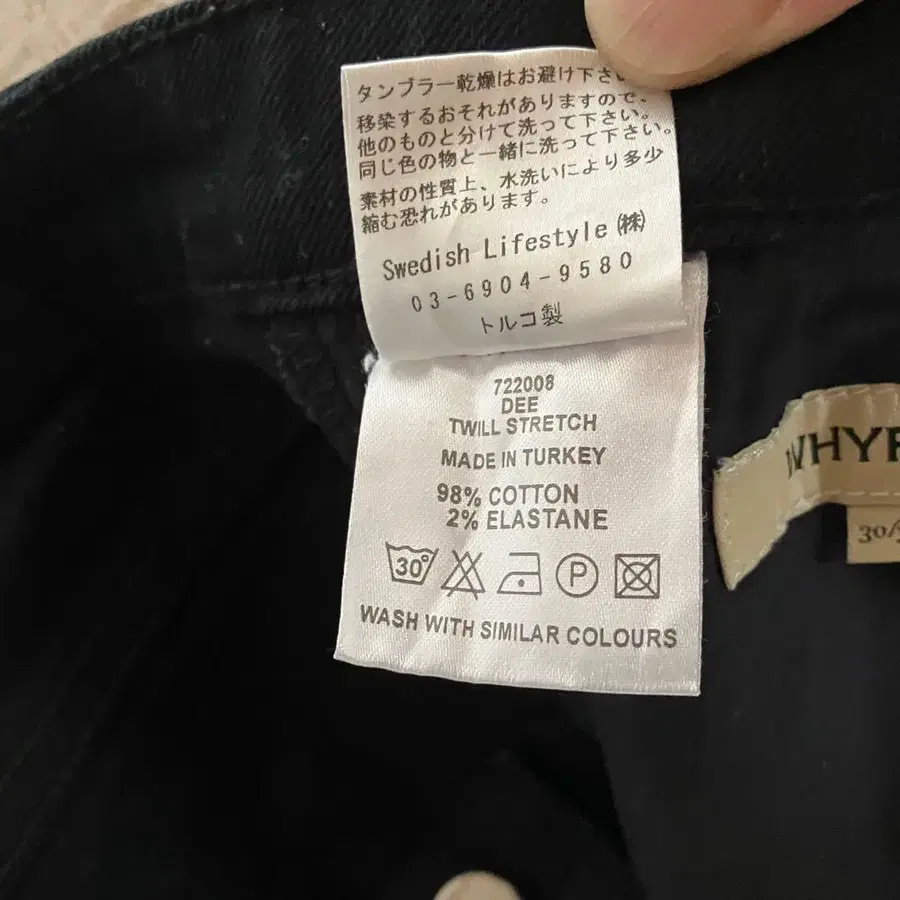 タンブラー乾燥はお避け下さい
移染するおそれがありますので、
他のものと分けて洗って下さい。
同じ色の物と一緒に洗って下さい。
素材の性質上、水洗いにより多少
縮む恐れがあります。
Swedish Lifestyle㈱
03-6904-9580
トルコ製
722008
DEE
TWILL STRETCH
MADE IN TURKEY
98% COTTON
2% ELASTANE
30° P
WASH WITH SIMILAR COLOURS
WHY
30/